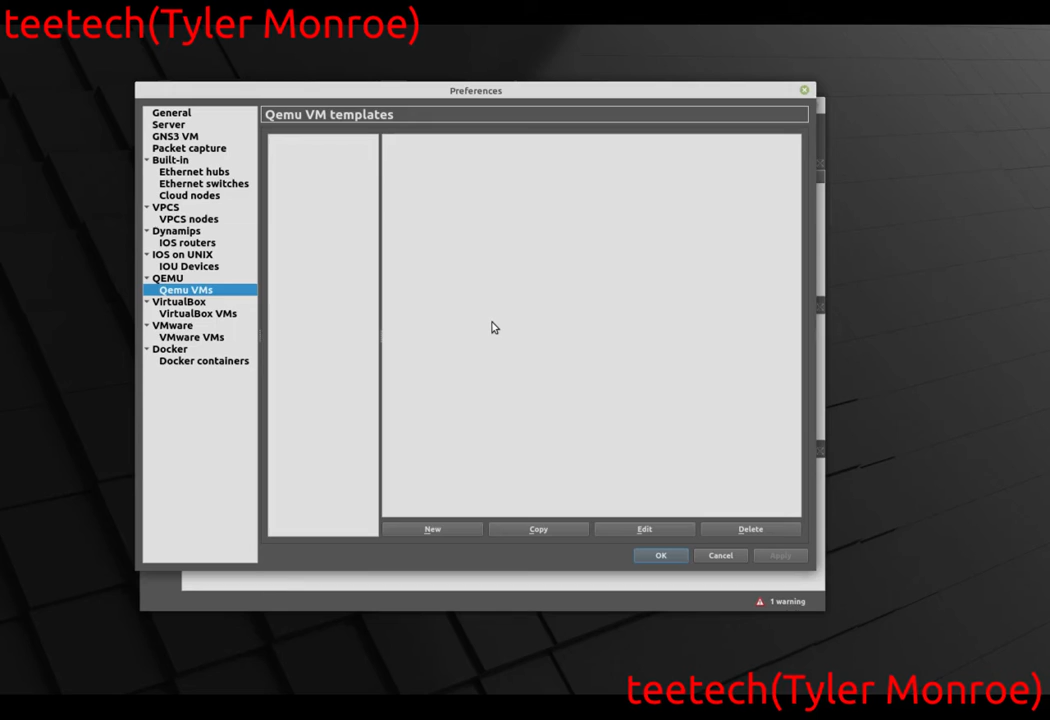 teetech(Tyler Monroe)
Preferences
General
Server
GNS3 VM
Packet capture
Built-in
Ethernet hubs
Ethernet switches
Cloud nodes
VPCS
VPCS nodes
Dynamips
IOS routers
IOS on UNIX
IOU Devices
QEMU
Qemu VMs
VirtualBox
VirtualBox VMs
VMware
VMware VMs
Docker
Docker containers
Qemu VM templates
New Copy Edit Delete
OK Cancel Apply
1 warning
teetech(Tyler Monroe)